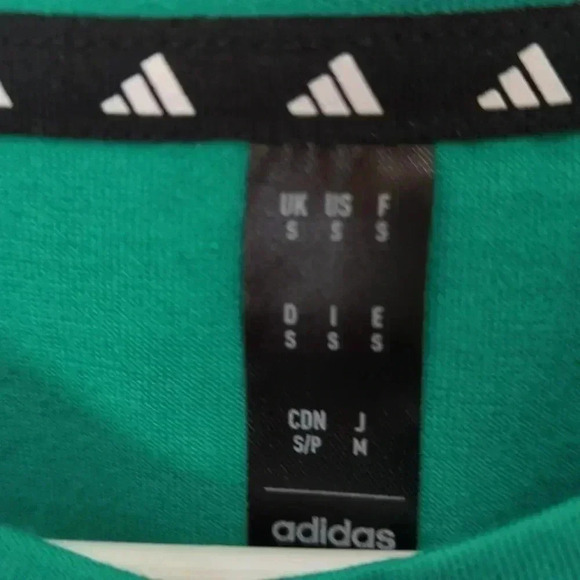 UK US F
S S S
D I E
S S S
CDN J
S/P M
adidas